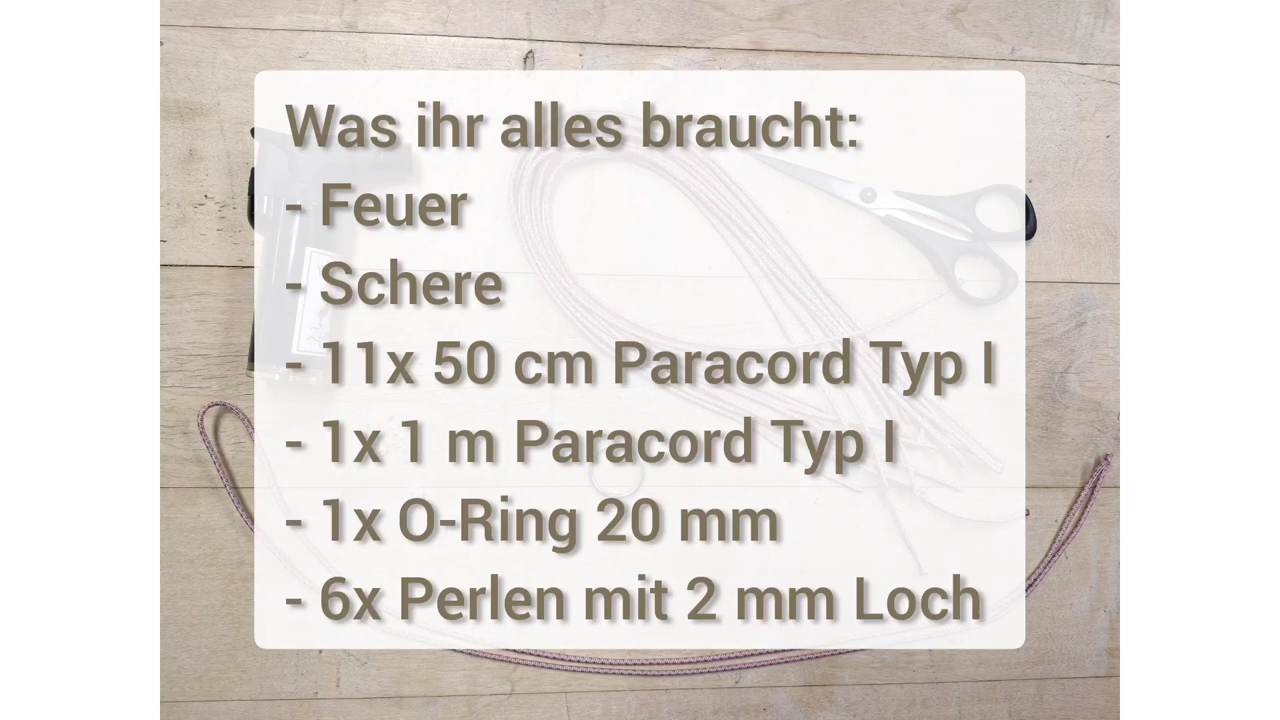 Was ihr alles braucht:
- Feuer
- Schere
- 11x 50 cm Paracord Typ I
- 1x 1 m Paracord Typ I
- 1x O-Ring 20 mm
- 6x Perlen mit 2 mm Loch